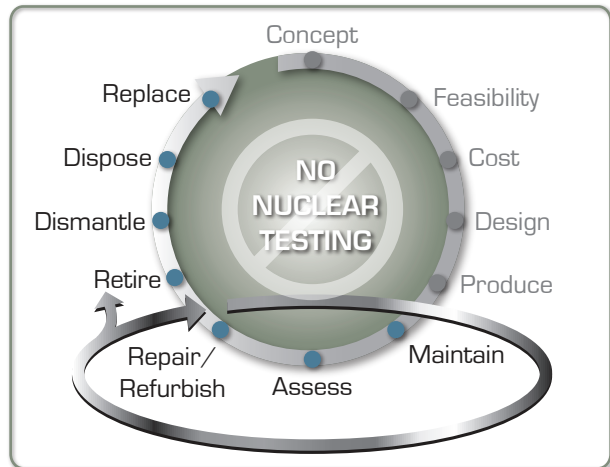 Concept
Feasibility
Cost
Design
Produce
Maintain
Assess
Repair/
Refurbish
Retire
Dismantle
Dispose
Replace
NO
NUCLEAR
TESTING